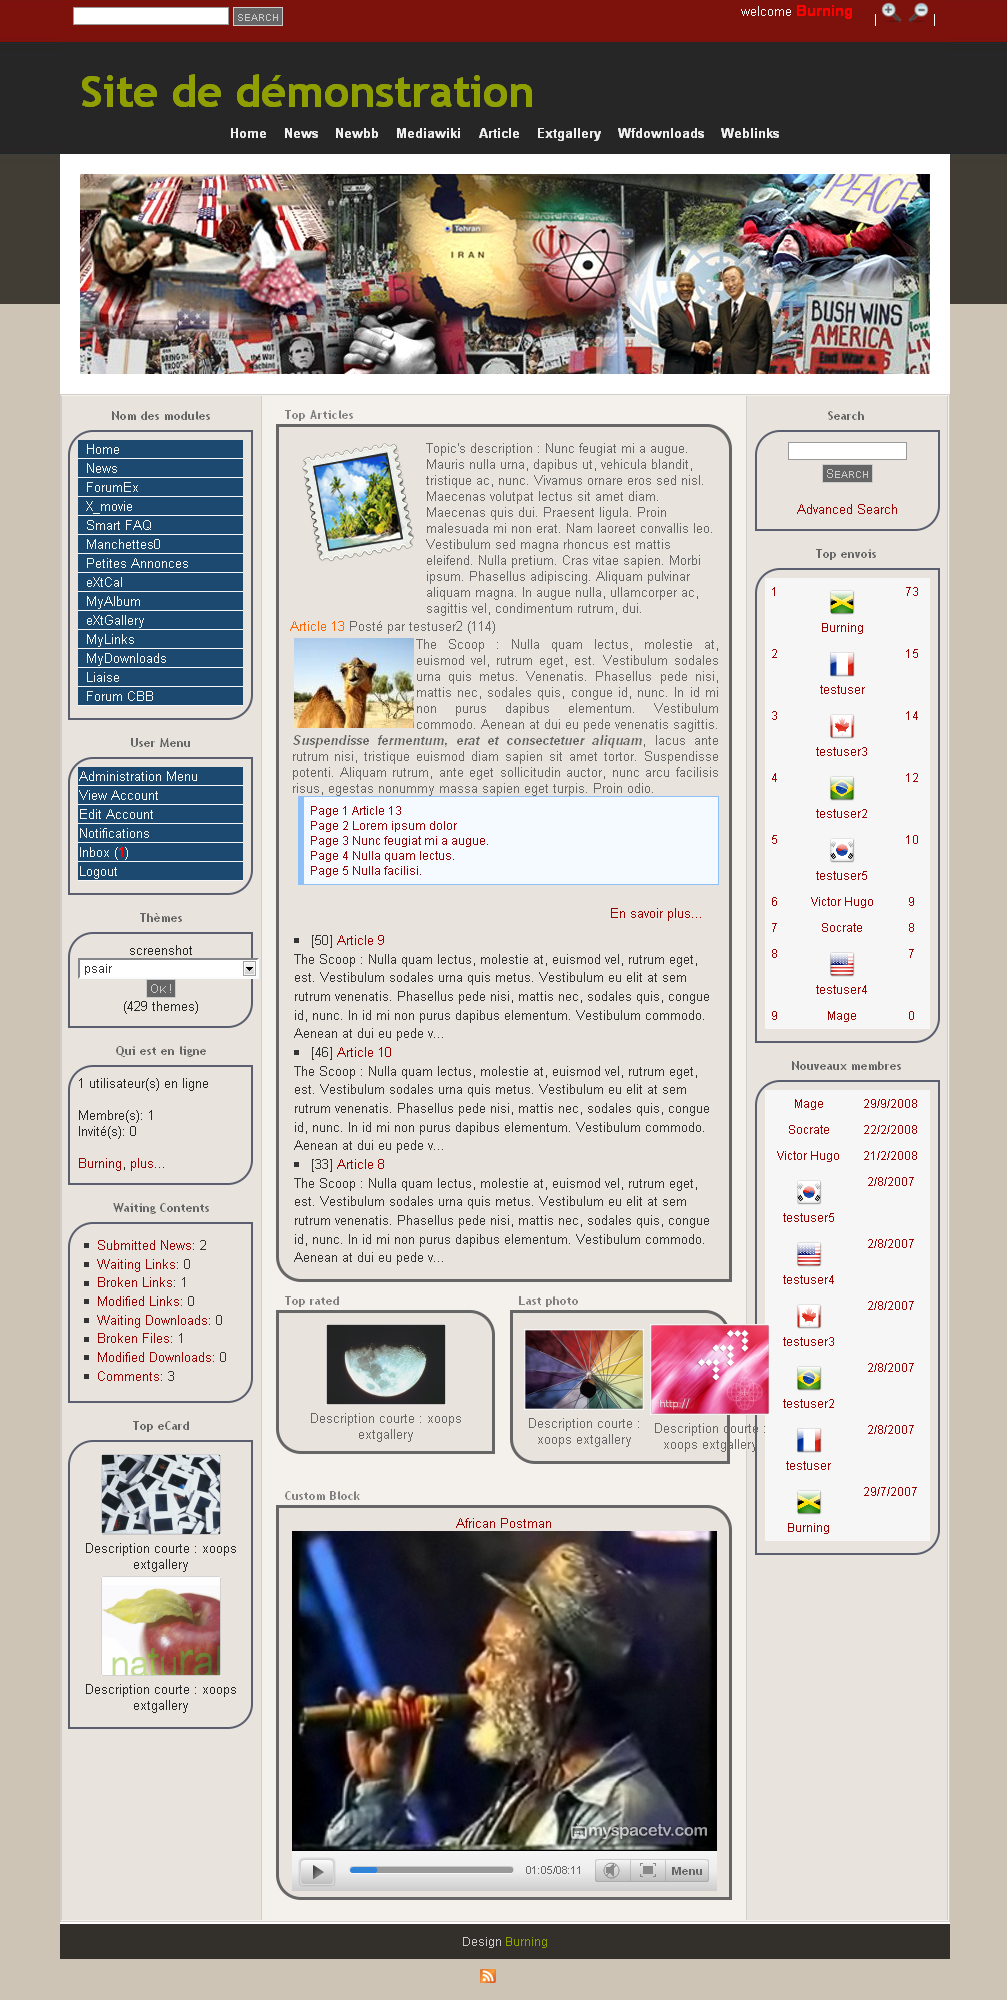 SEARCH
welcome Burning
Site de démonstration
Home News Newbb Mediawiki Article Extgallery Wfdownloads Weblinks
Tehran
IRAN
PEACE
BUSH WINS
AMERICA
End War &
Nom des modules
Home
News
ForumEx
X_movie
Smart FAQ
Manchettes0
Petites Annonces
eXtCal
MyAlbum
eXtGallery
MyLinks
MyDownloads
Liaise
Forum CBB
User Menu
Administration Menu
View Account
Edit Account
Notifications
Inbox (1)
Logout
Thèmes
screenshot
psair
OK!
(429 themes)
Qui est en ligne
1 utilisateur(s) en ligne
Membre(s): 1
Invité(s): 0
Burning, plus...
Waiting Contents
Submitted News: 2
Waiting Links: 0
Broken Links: 1
Modified Links: 0
Waiting Downloads: 0
Broken Files: 1
Modified Downloads: 0
Comments: 3
Top eCard
Description courte : xoops
extgallery
natural
Description courte : xoops
extgallery
Top Articles
Topic's description : Nunc feugiat mi a augue.
Mauris nulla urna, dapibus ut, vehicula blandit,
tristique ac, nunc. Vivamus ornare eros sed nisl.
Maecenas volutpat lectus sit amet diam.
Maecenas quis dui. Praesent ligula. Proin
malesuada mi non erat. Nam laoreet convallis leo.
Vestibulum sed magna rhoncus est mattis
eleifend. Nulla pretium. Cras vitae sapien. Morbi
ipsum. Phasellus adipiscing. Aliquam pulvinar
aliquam magna. In augue nulla, ullamcorper ac,
sagittis vel, condimentum rutrum, dui.
Article 13 Posté par testuser2 (114)
The Scoop : Nulla quam lectus, molestie at,
euismod vel, rutrum eget, est. Vestibulum sodales
urna quis metus. Venenatis. Phasellus pede nisi,
mattis nec, sodales quis, congue id, nunc. In id mi
non purus dapibus elementum. Vestibulum
commodo. Aenean at dui eu pede venenatis sagittis.
Suspendisse fermentum, erat et consectetuer aliquam, lacus ante
rutrum nisi, tristique euismod diam sapien sit amet tortor. Suspendisse
potenti. Aliquam rutrum, ante eget sollicitudin auctor, nunc arcu facilisis
risus, egestas nonummy massa sapien eget turpis. Proin odio.
Page 1 Article 13
Page 2 Lorem ipsum dolor
Page 3 Nunc feugiat mi a augue.
Page 4 Nulla quam lectus.
Page 5 Nulla facilisi.
En savoir plus...
[50] Article 9
The Scoop : Nulla quam lectus, molestie at, euismod vel, rutrum eget,
est. Vestibulum sodales urna quis metus. Vestibulum eu elit at sem
rutrum venenatis. Phasellus pede nisi, mattis nec, sodales quis, congue
id, nunc. In id mi non purus dapibus elementum. Vestibulum commodo.
Aenean at dui eu pede v...
[46] Article 10
The Scoop : Nulla quam lectus, molestie at, euismod vel, rutrum eget,
est. Vestibulum sodales urna quis metus. Vestibulum eu elit at sem
rutrum venenatis. Phasellus pede nisi, mattis nec, sodales quis, congue
id, nunc. In id mi non purus dapibus elementum. Vestibulum commodo.
Aenean at dui eu pede v...
[33] Article 8
The Scoop : Nulla quam lectus, molestie at, euismod vel, rutrum eget,
est. Vestibulum sodales urna quis metus. Vestibulum eu elit at sem
rutrum venenatis. Phasellus pede nisi, mattis nec, sodales quis, congue
id, nunc. In id mi non purus dapibus elementum. Vestibulum commodo.
Aenean at dui eu pede v...
Top rated
Description courte : xoops
extgallery
Last photo
Description courte :
xoops extgallery
http://
Description courte :
xoops extgallery
Custom Block
African Postman
myspacetv.com
01:05/08:11 Menu
Search
SEARCH
Advanced Search
Top envois
1 73
Burning
2 15
testuser
3 14
testuser3
4 12
testuser2
5 10
testuser5
6 Victor Hugo 9
7 Socrate 8
8 7
testuser4
9 Mage 0
Nouveaux membres
Mage 29/9/2008
Socrate 22/2/2008
Victor Hugo 21/2/2008
2/8/2007
testuser5
2/8/2007
testuser4
2/8/2007
testuser3
2/8/2007
testuser2
2/8/2007
testuser
29/7/2007
Burning
Design Burning